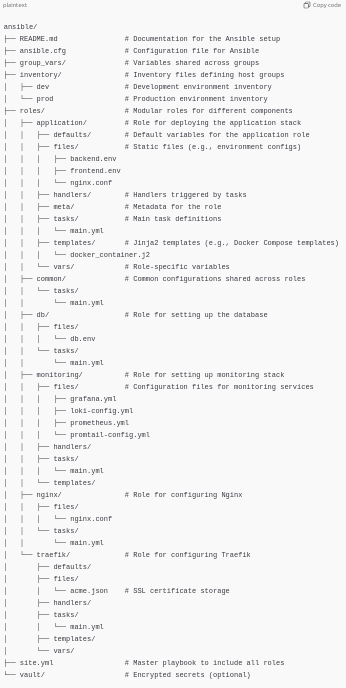 plaintext
Copy code
ansible/
├── README.md # Documentation for the Ansible setup
├── ansible.cfg # Configuration file for Ansible
├── group_vars/ # Variables shared across groups
├── inventory/ # Inventory files defining host groups
│   ├── dev # Development environment inventory
│   └── prod # Production environment inventory
├── roles/ # Modular roles for different components
│   ├── application/ # Role for deploying the application stack
│   │   ├── defaults/ # Default variables for the application role
│   │   ├── files/ # Static files (e.g., environment configs)
│   │   │   ├── backend.env
│   │   │   ├── frontend.env
│   │   │   └── nginx.conf
│   │   ├── handlers/ # Handlers triggered by tasks
│   │   ├── meta/ # Metadata for the role
│   │   ├── tasks/ # Main task definitions
│   │   │   └── main.yml
│   │   ├── templates/ # Jinja2 templates (e.g., Docker Compose templates)
│   │   │   └── docker_container.j2
│   │   └── vars/ # Role-specific variables
│   ├── common/ # Common configurations shared across roles
│   │   └── tasks/
│   │       └── main.yml
│   ├── db/ # Role for setting up the database
│   │   ├── files/
│   │   │   └── db.env
│   │   └── tasks/
│   │       └── main.yml
│   ├── monitoring/ # Role for setting up monitoring stack
│   │   ├── files/ # Configuration files for monitoring services
│   │   │   ├── grafana.yml
│   │   │   ├── loki-config.yml
│   │   │   ├── prometheus.yml
│   │   │   └── promtail-config.yml
│   │   ├── handlers/
│   │   ├── tasks/
│   │   │   └── main.yml
│   │   └── templates/
│   ├── nginx/ # Role for configuring Nginx
│   │   ├── files/
│   │   │   └── nginx.conf
│   │   └── tasks/
│   │       └── main.yml
│   └── traefik/ # Role for configuring Traefik
│       ├── defaults/
│       ├── files/
│       │   └── acme.json # SSL certificate storage
│       ├── handlers/
│       ├── tasks/
│       │   └── main.yml
│       ├── templates/
│       └── vars/
├── site.yml # Master playbook to include all roles
└── vault/ # Encrypted secrets (optional)